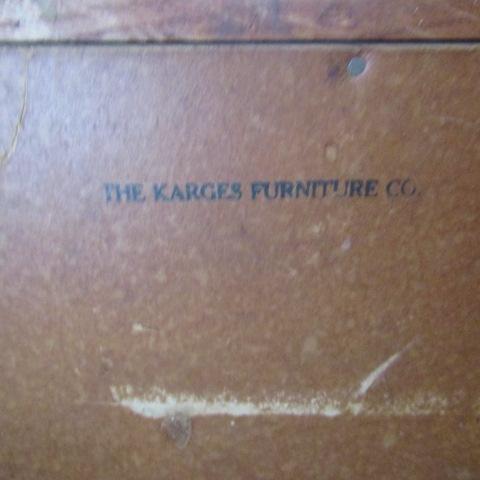 THE KARGES FURNITURE CO.